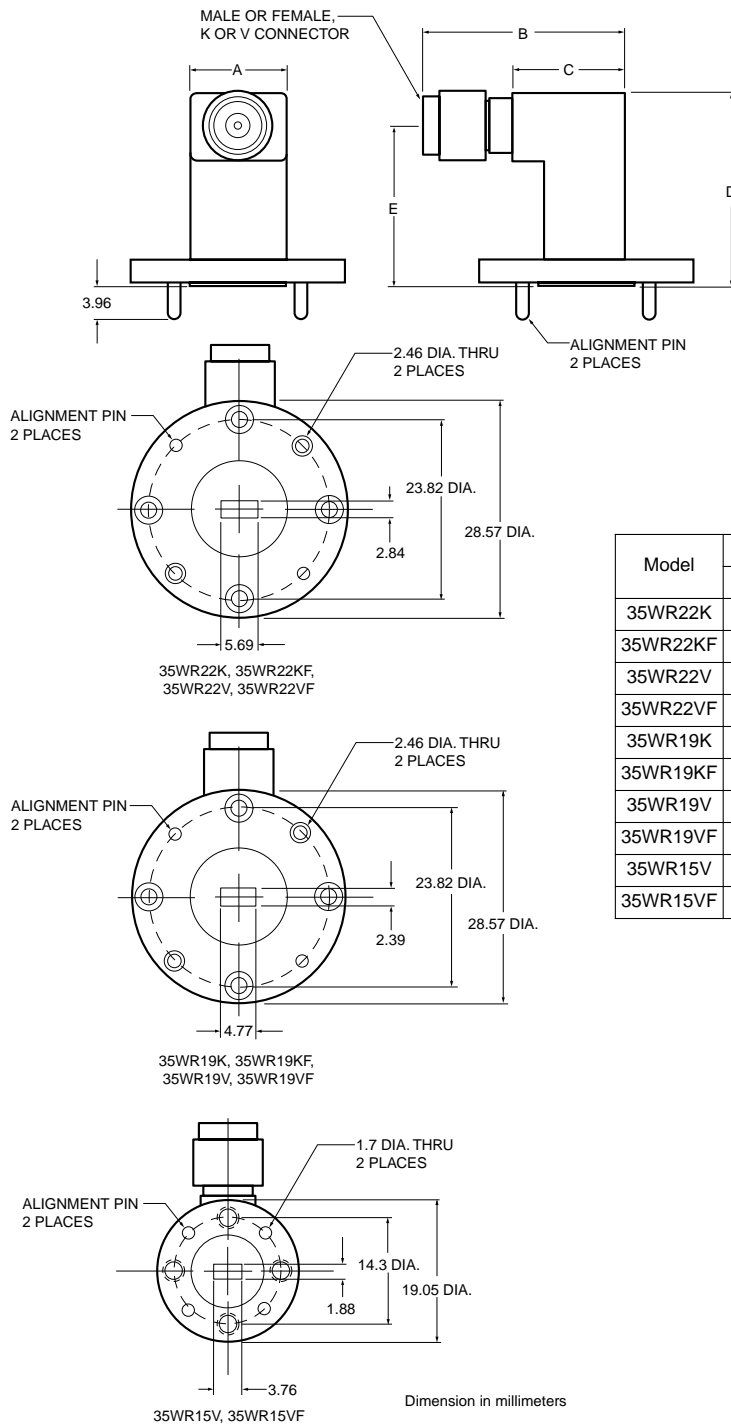 MALE OR FEMALE,
K OR V CONNECTOR
A
B
C
D
E
3.96
ALIGNMENT PIN
2 PLACES
2.46 DIA. THRU
2 PLACES
ALIGNMENT PIN
2 PLACES
23.82 DIA.
28.57 DIA.
2.84
5.69
35WR22K, 35WR22KF,
35WR22V, 35WR22VF
2.46 DIA. THRU
2 PLACES
ALIGNMENT PIN
2 PLACES
23.82 DIA.
28.57 DIA.
2.39
4.77
35WR19K, 35WR19KF,
35WR19V, 35WR19VF
1.7 DIA. THRU
2 PLACES
ALIGNMENT PIN
2 PLACES
14.3 DIA.
19.05 DIA.
1.88
3.76
35WR15V, 35WR15VF
Dimension in millimeters
Model
35WR22K
35WR22KF
35WR22V
35WR22VF
35WR19K
35WR19KF
35WR19V
35WR19VF
35WR15V
35WR15VF